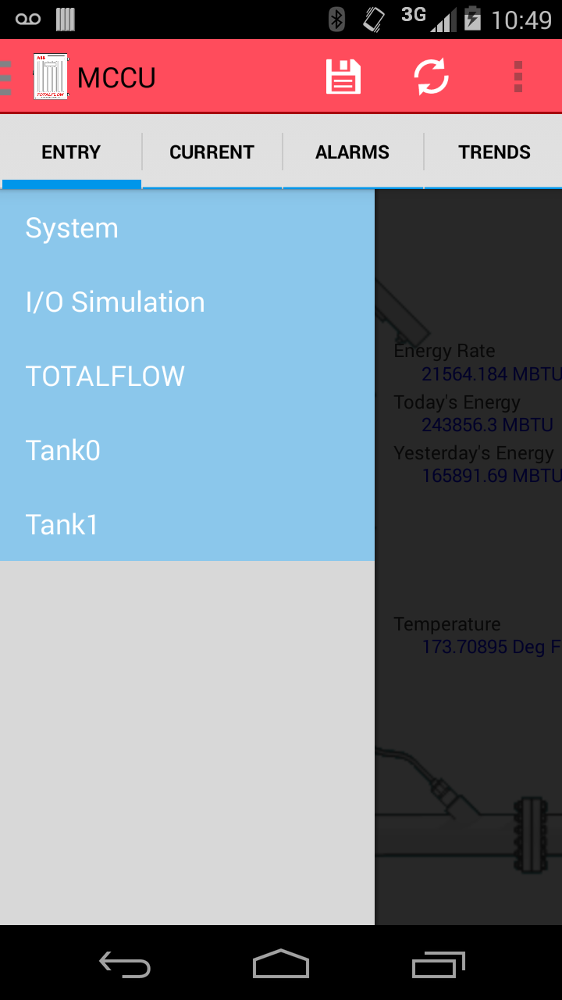 3G 10:49
ABB
TOTALFLOW
MCCU
ENTRY CURRENT ALARMS TRENDS
System
I/O Simulation
TOTALFLOW
Tank0
Tank1
Energy Rate
21564.184 MBTU
Today's Energy
243856.3 MBTU
Yesterday's Energy
165891.69 MBTU
Temperature
173.70895 Deg F